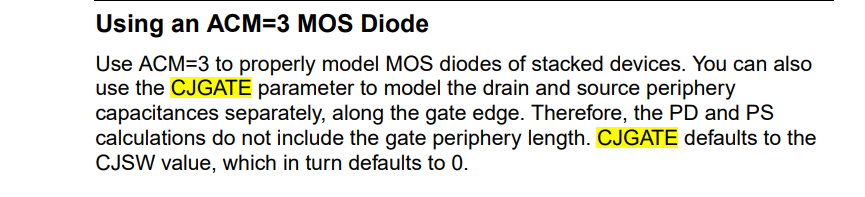 Using an ACM=3 MOS Diode
Use ACM=3 to properly model MOS diodes of stacked devices. You can also
use the CJGATE parameter to model the drain and source periphery
capacitances separately, along the gate edge. Therefore, the PD and PS
calculations do not include the gate periphery length. CJGATE defaults to the
CJSW value, which in turn defaults to 0.